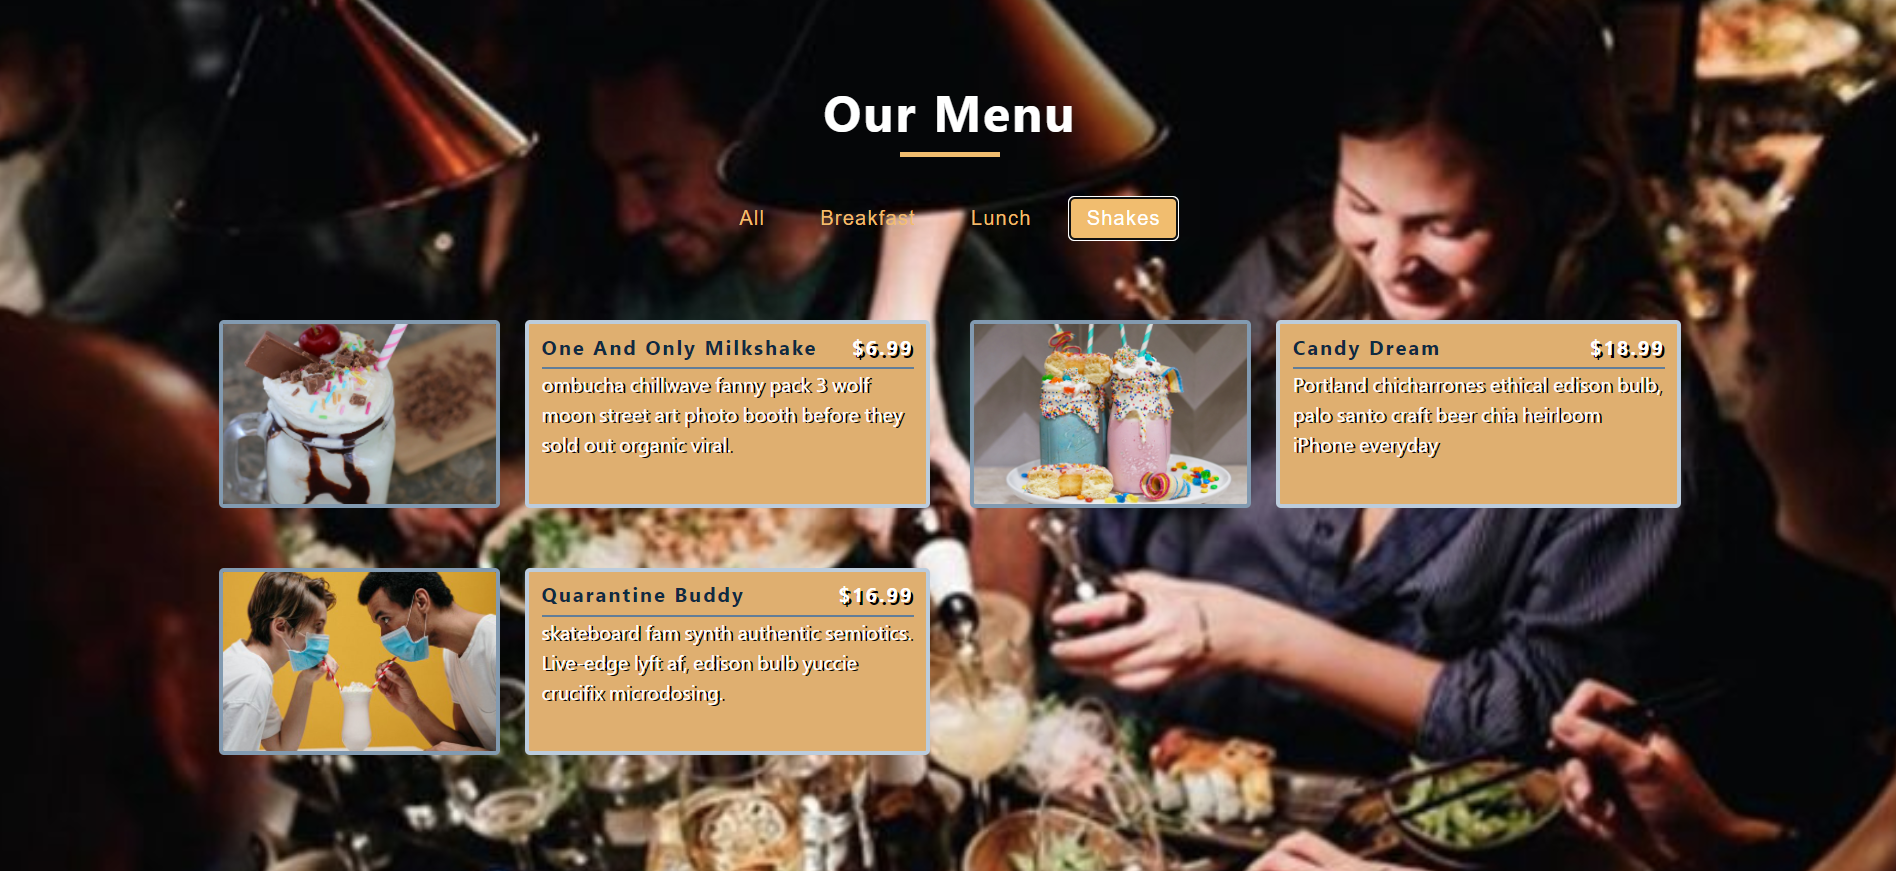 Our Menu
All Breakfast Lunch Shakes
One And Only Milkshake $6.99
ombucha chillwave fanny pack 3 wolf
moon street art photo booth before they
sold out organic viral.
Candy Dream $18.99
Portland chicharrones ethical edison bulb,
palo santo craft beer chia heirloom
iPhone everyday
Quarantine Buddy $16.99
skateboard fam synth authentic semiotics.
Live-edge lyft af, edison bulb yuccie
crucifix microdosing.